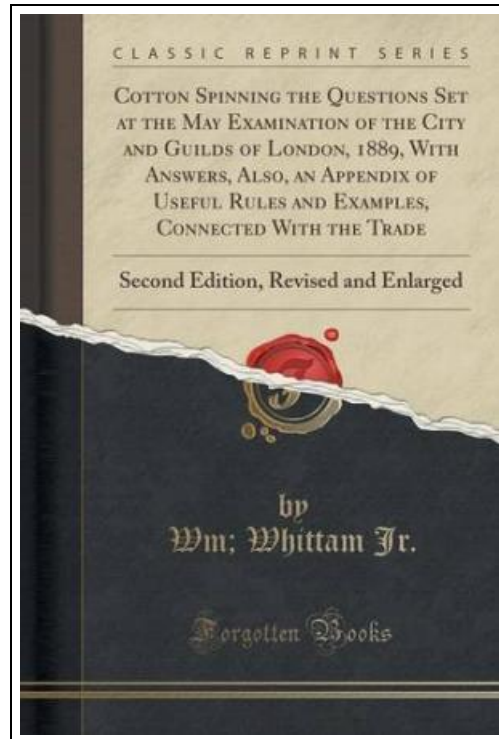 CLASSIC REPRINT SERIES
COTTON SPINNING THE QUESTIONS SET
AT THE MAY EXAMINATION OF THE CITY
AND GUILDS OF LONDON, 1889, WITH
ANSWERS, ALSO, AN APPENDIX OF
USEFUL RULES AND EXAMPLES,
CONNECTED WITH THE TRADE
Second Edition, Revised and Enlarged
by
Wm; Whittam Jr.
Forgotten Books